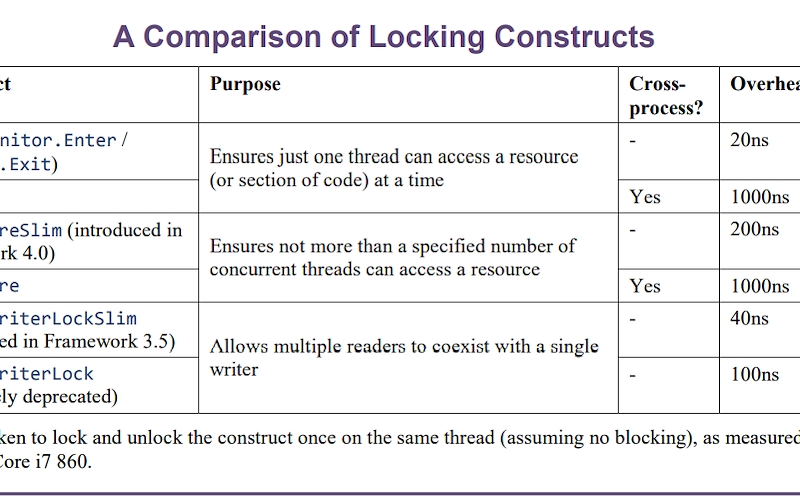 A Comparison of Locking Constructs
ct Purpose Cross- Overhea
process?
nitor.Enter /
.Exit)
Ensures just one thread can access a resource
(or section of code) at a time
- 20ns
Yes 1000ns
reSlim (introduced in
rk 4.0)
Ensures not more than a specified number of
concurrent threads can access a resource
- 200ns
re
Yes 1000ns
riterLockSlim
ed in Framework 3.5)
Allows multiple readers to coexist with a single
writer
- 40ns
riterLock
ly deprecated)
- 100ns
ken to lock and unlock the construct once on the same thread (assuming no blocking), as measured
Core i7 860.